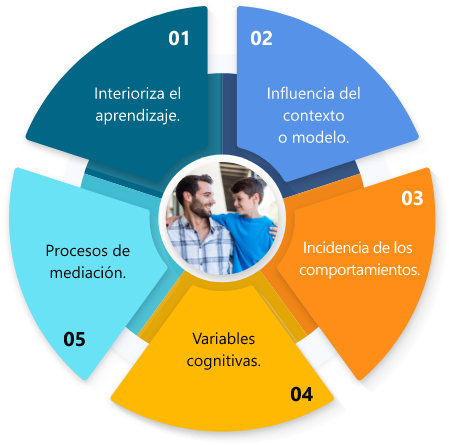 01
Interioriza el
aprendizaje.
02
Influencia del
contexto
o modelo.
03
Incidencia de los
comportamientos.
Variables
cognitivas.
04
Procesos de
mediación.
05